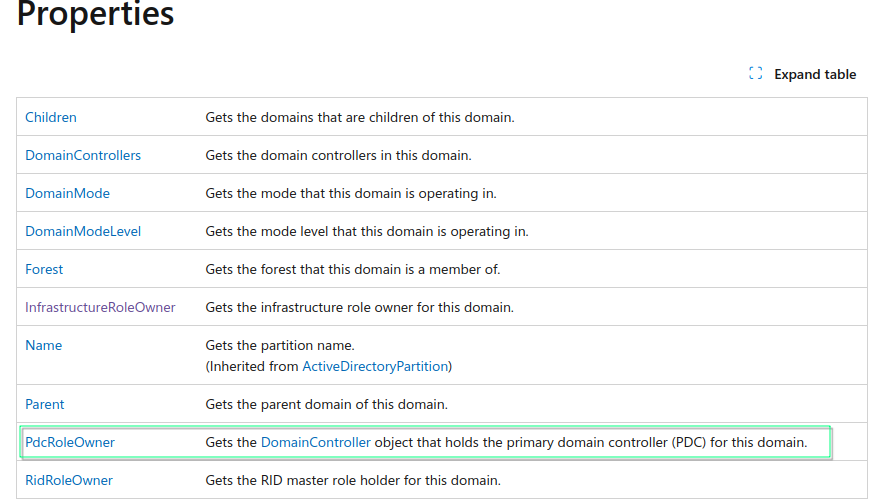 Properties
Expand table
Children Gets the domains that are children of this domain.
DomainControllers Gets the domain controllers in this domain.
DomainMode Gets the mode that this domain is operating in.
DomainModeLevel Gets the mode level that this domain is operating in.
Forest Gets the forest that this domain is a member of.
InfrastructureRoleOwner Gets the infrastructure role owner for this domain.
Name Gets the partition name.
(Inherited from ActiveDirectoryPartition)
Parent Gets the parent domain of this domain.
PdcRoleOwner Gets the DomainController object that holds the primary domain controller (PDC) for this domain.
RidRoleOwner Gets the RID master role holder for this domain.